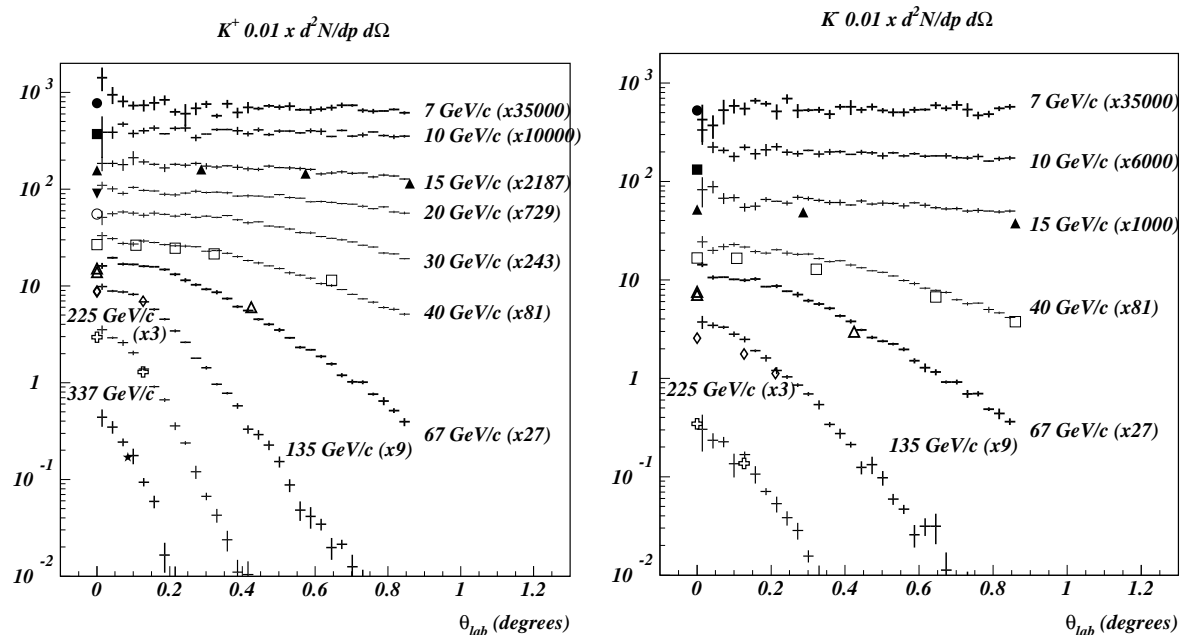 K⁺ 0.01 x d²N/dp dΩ
10³
10²
10
1
10⁻¹
10⁻²
7 GeV/c (x35000)
10 GeV/c (x10000)
15 GeV/c (x2187)
20 GeV/c (x729)
30 GeV/c (x243)
40 GeV/c (x81)
225 GeV/c
(x3)
337 GeV/c
67 GeV/c (x27)
135 GeV/c (x9)
0 0.2 0.4 0.6 0.8 1 1.2
θlab (degrees)
K⁻ 0.01 x d²N/dp dΩ
10³
10²
10
1
10⁻¹
10⁻²
7 GeV/c (x35000)
10 GeV/c (x6000)
15 GeV/c (x1000)
40 GeV/c (x81)
225 GeV/c (x3)
67 GeV/c (x27)
135 GeV/c (x9)
0 0.2 0.4 0.6 0.8 1 1.2
θlab (degrees)